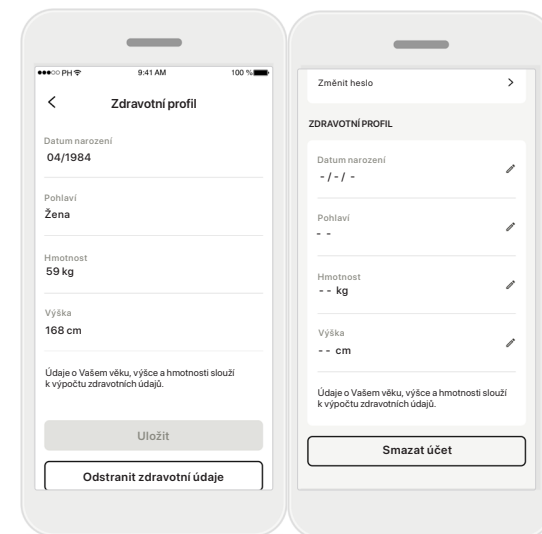 PH
9:41 AM
100 %
Zdravotní profil
Datum narození
04/1984
Pohlaví
Žena
Hmotnost
59 kg
Výška
168 cm
Údaje o Vašem věku, výšce a hmotnosti slouží
k výpočtu zdravotních údajů.
Uložit
Odstranit zdravotní údaje
Změnit heslo
ZDRAVOTNÍ PROFIL
Datum narození
- / - / -
Pohlaví
- -
Hmotnost
- - kg
Výška
- - cm
Údaje o Vašem věku, výšce a hmotnosti slouží
k výpočtu zdravotních údajů.
Smazat účet